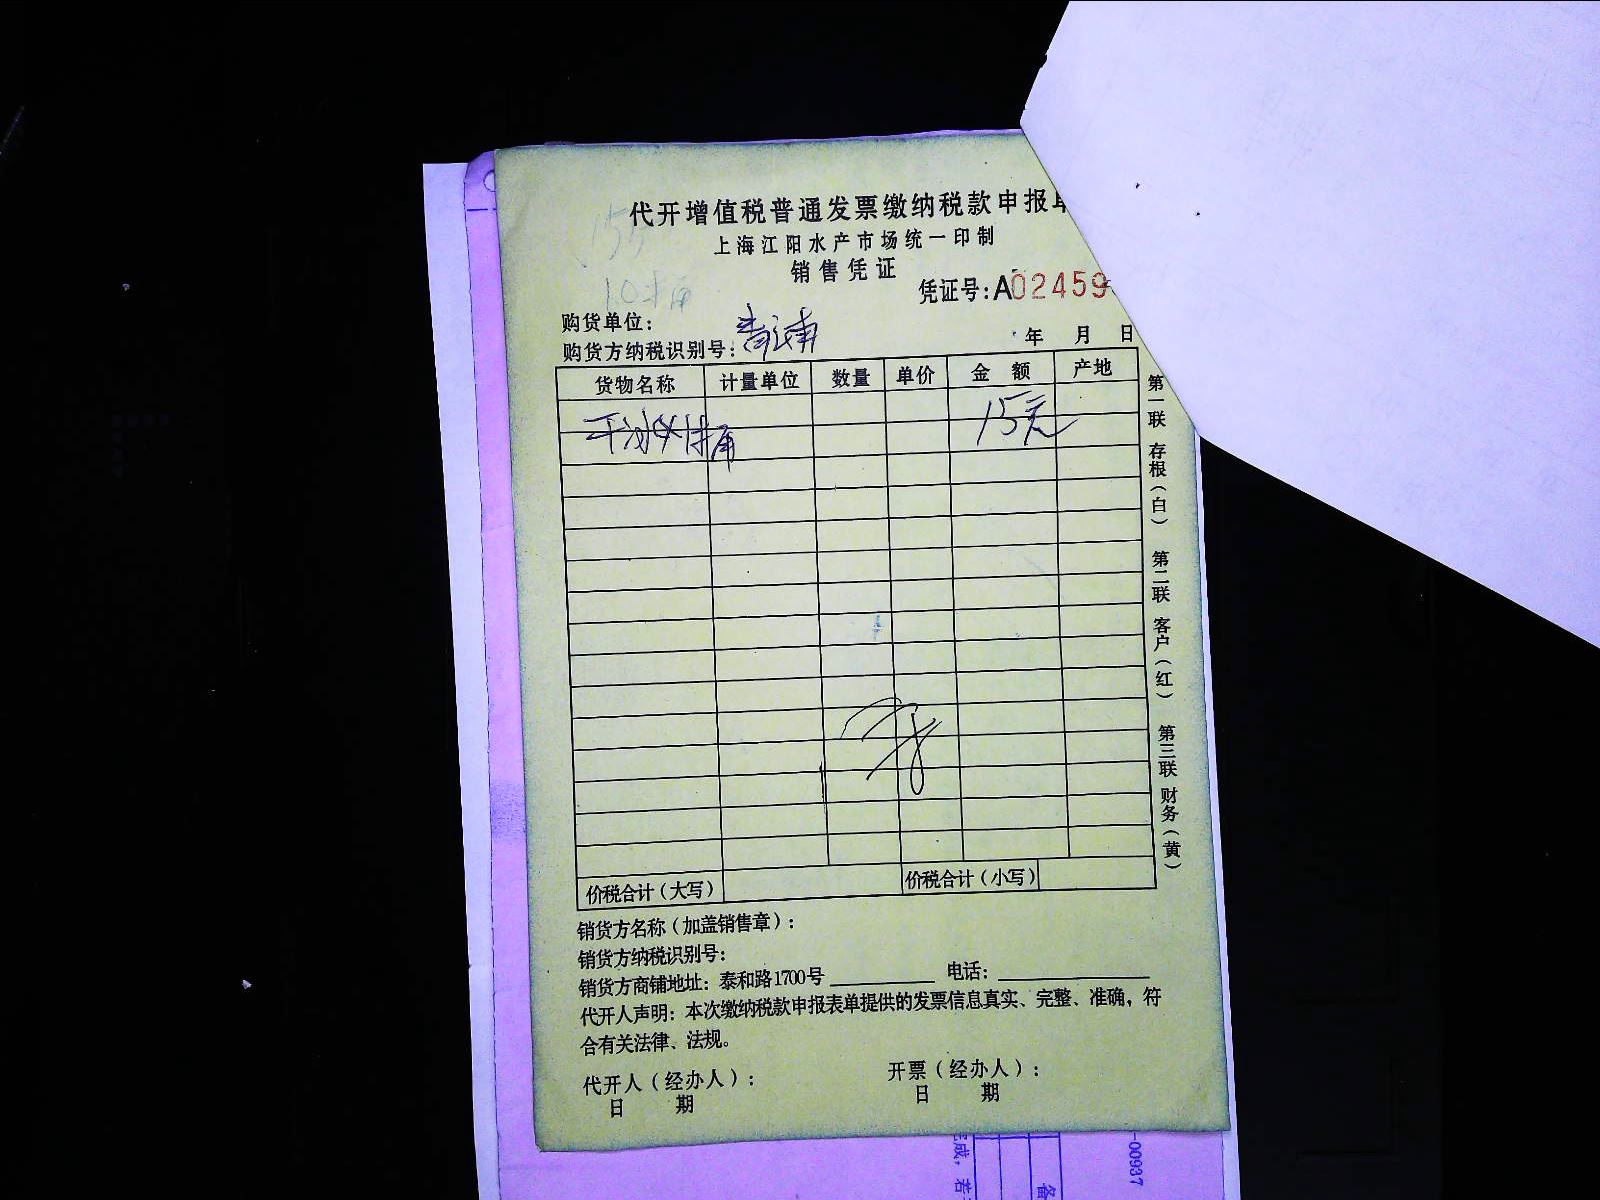 代开增值税普通发票缴纳税款申报单
上海江阳水产市场统一印制
销售凭证
凭证号:A02459
购货单位:
购货方纳税识别号:
年 月 日
货物名称 计量单位 数量 单价 金 额 产地
15元
价税合计(大写) 价税合计(小写)
销货方名称(加盖销售章):
销货方纳税识别号:
销货方商铺地址: 泰和路1700号 电话:
代开人声明: 本次缴纳税款申报表单提供的发票信息真实、完整、准确, 符
合有关法律、法规。
代开人(经办人): 开票(经办人):
日 期 日 期
第一联 存根(白) 第二联 客户(红) 第三联 财务(黄)
-00937
成, 若
备